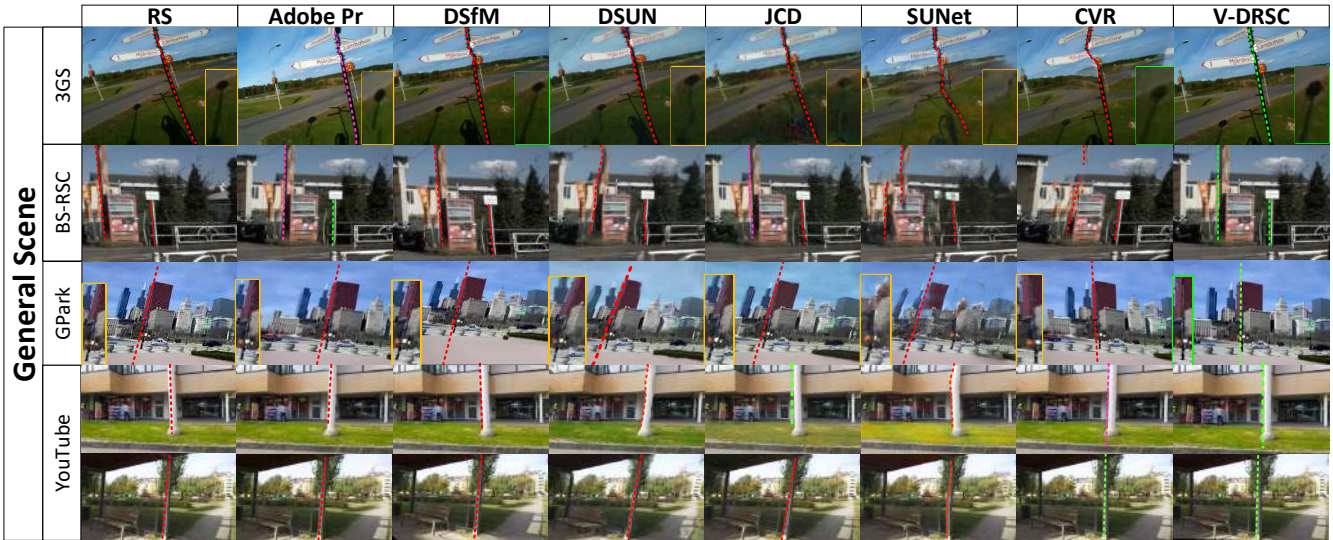 RS Adobe Pr DSfM DSUN JCD SUNet CVR V-DRSC
General Scene
3GS
BS-RSC
GPark
YouTube